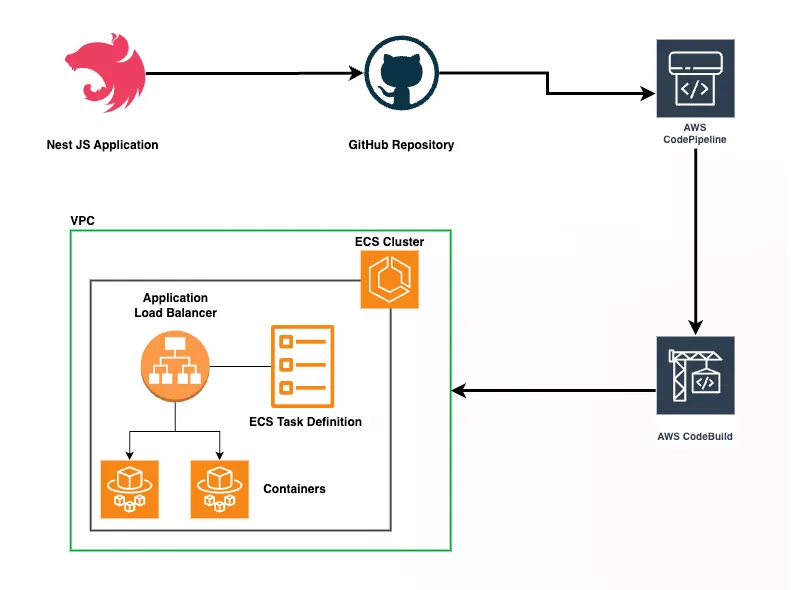 Nest JS Application
GitHub Repository
AWS
CodePipeline
VPC
ECS Cluster
Application
Load Balancer
ECS Task Definition
Containers
AWS CodeBuild